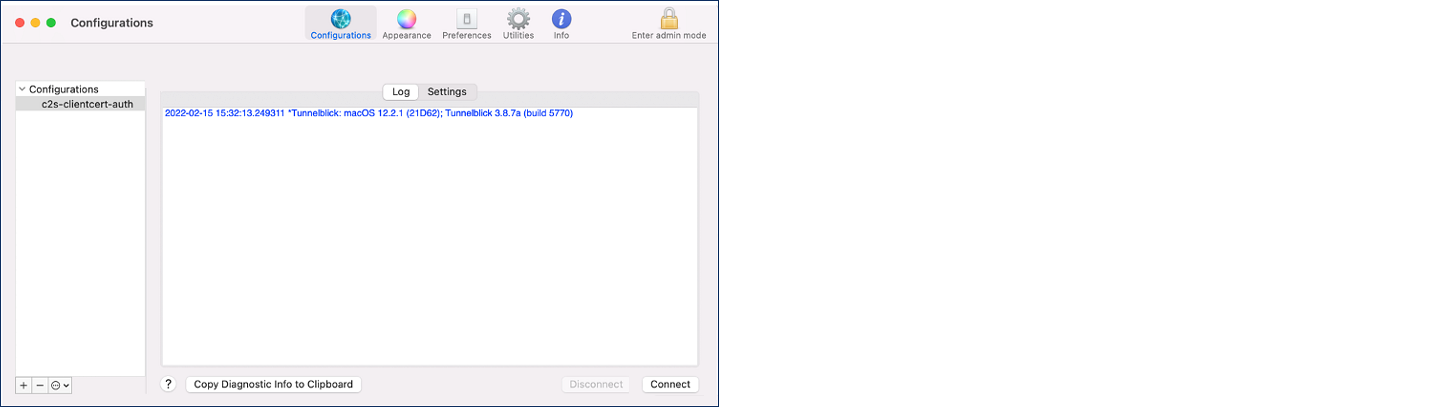 Configurations
Configurations Appearance Preferences Utilities Info Enter admin mode
Configurations
c2s-clientcert-auth
Log Settings
2022-02-15 15:32:13.249311 *Tunnelblick: macOS 12.2.1 (21D62); Tunnelblick 3.8.7a (build 5770)
? Copy Diagnostic Info to Clipboard Disconnect Connect